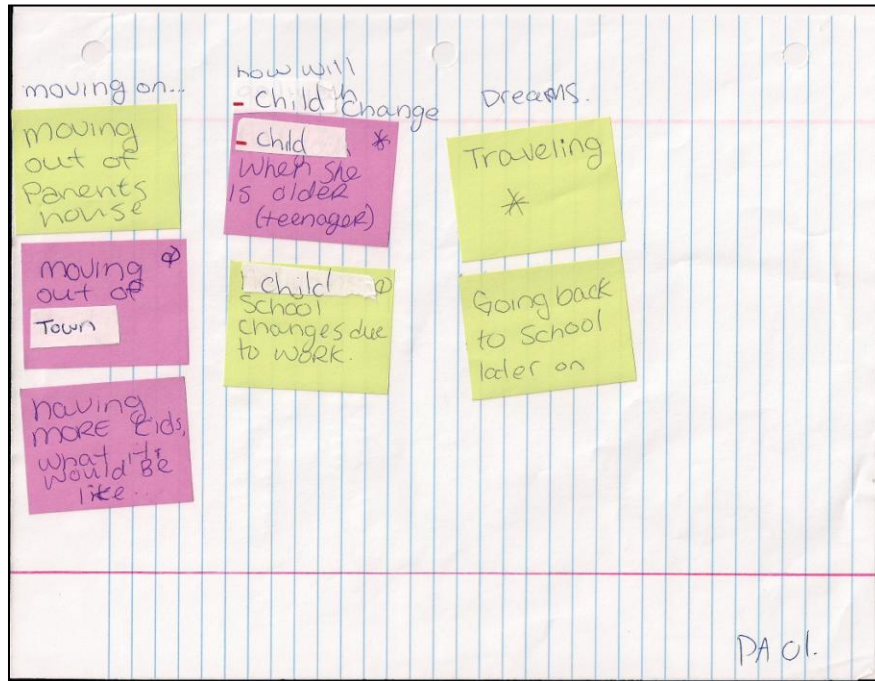 moving on...
moving
out of
Parents
house
moving
out of
Town
having
MORE kids,
what it
would BE
like...
how will
- Child Change
- child *
when she
is older
(teenager)
Child
School
changes due
to WORK.
Dreams.
Traveling
*
Going back
to School
later on
PA 01.